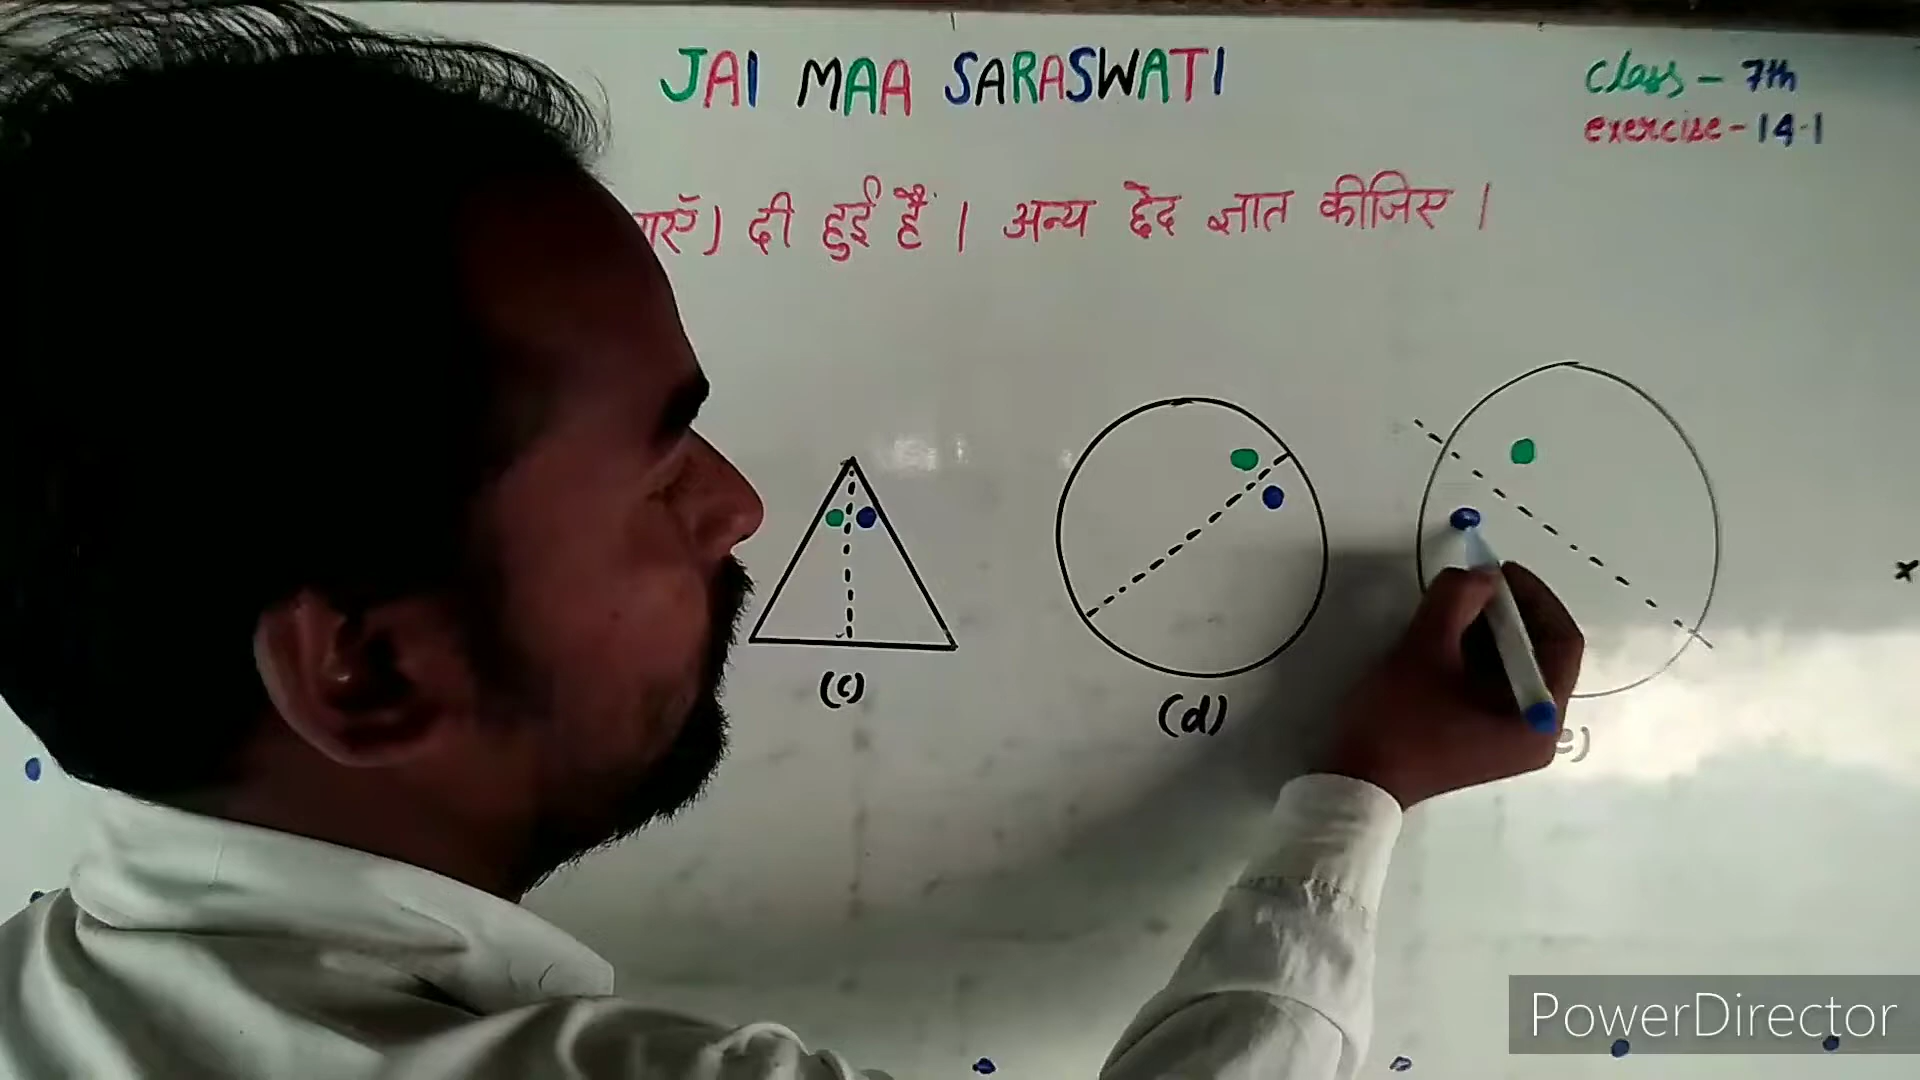 JAI MAA SARASWATI
Class - 7th
exercise - 14.1
दी हुई हैं । अन्य छेद ज्ञात कीजिए ।
(c)
(d)
PowerDirector